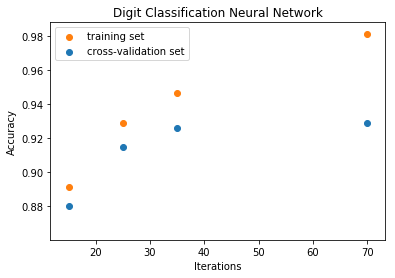 Digit Classification Neural Network
training set
cross-validation set
Accuracy
0.98
0.96
0.94
0.92
0.90
0.88
20 30 40 50 60 70
Iterations